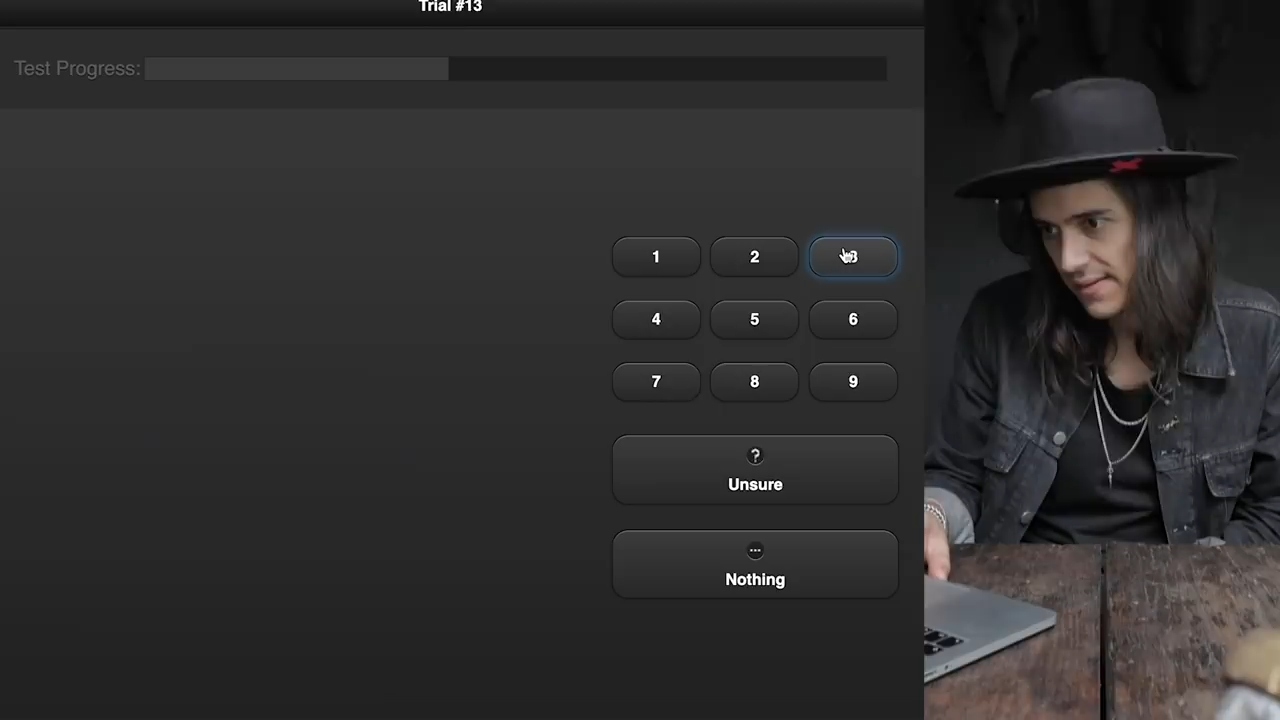 Trial #13
Test Progress:
1 2 3
4 5 6
7 8 9
?
Unsure
...
Nothing